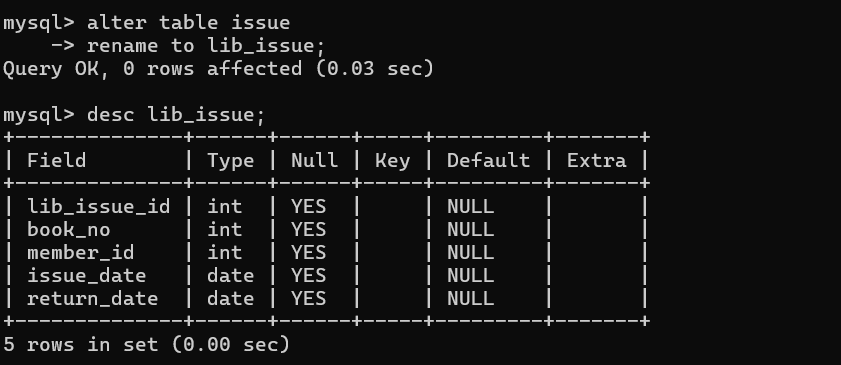 mysql> alter table issue
    -> rename to lib_issue;
Query OK, 0 rows affected (0.03 sec)

mysql> desc lib_issue;
+--------------+------+------+-----+---------+-------+
| Field        | Type | Null | Key | Default | Extra |
+--------------+------+------+-----+---------+-------+
| lib_issue_id | int  | YES  |     | NULL    |       |
| book_no      | int  | YES  |     | NULL    |       |
| member_id    | int  | YES  |     | NULL    |       |
| issue_date   | date | YES  |     | NULL    |       |
| return_date  | date | YES  |     | NULL    |       |
+--------------+------+------+-----+---------+-------+
5 rows in set (0.00 sec)